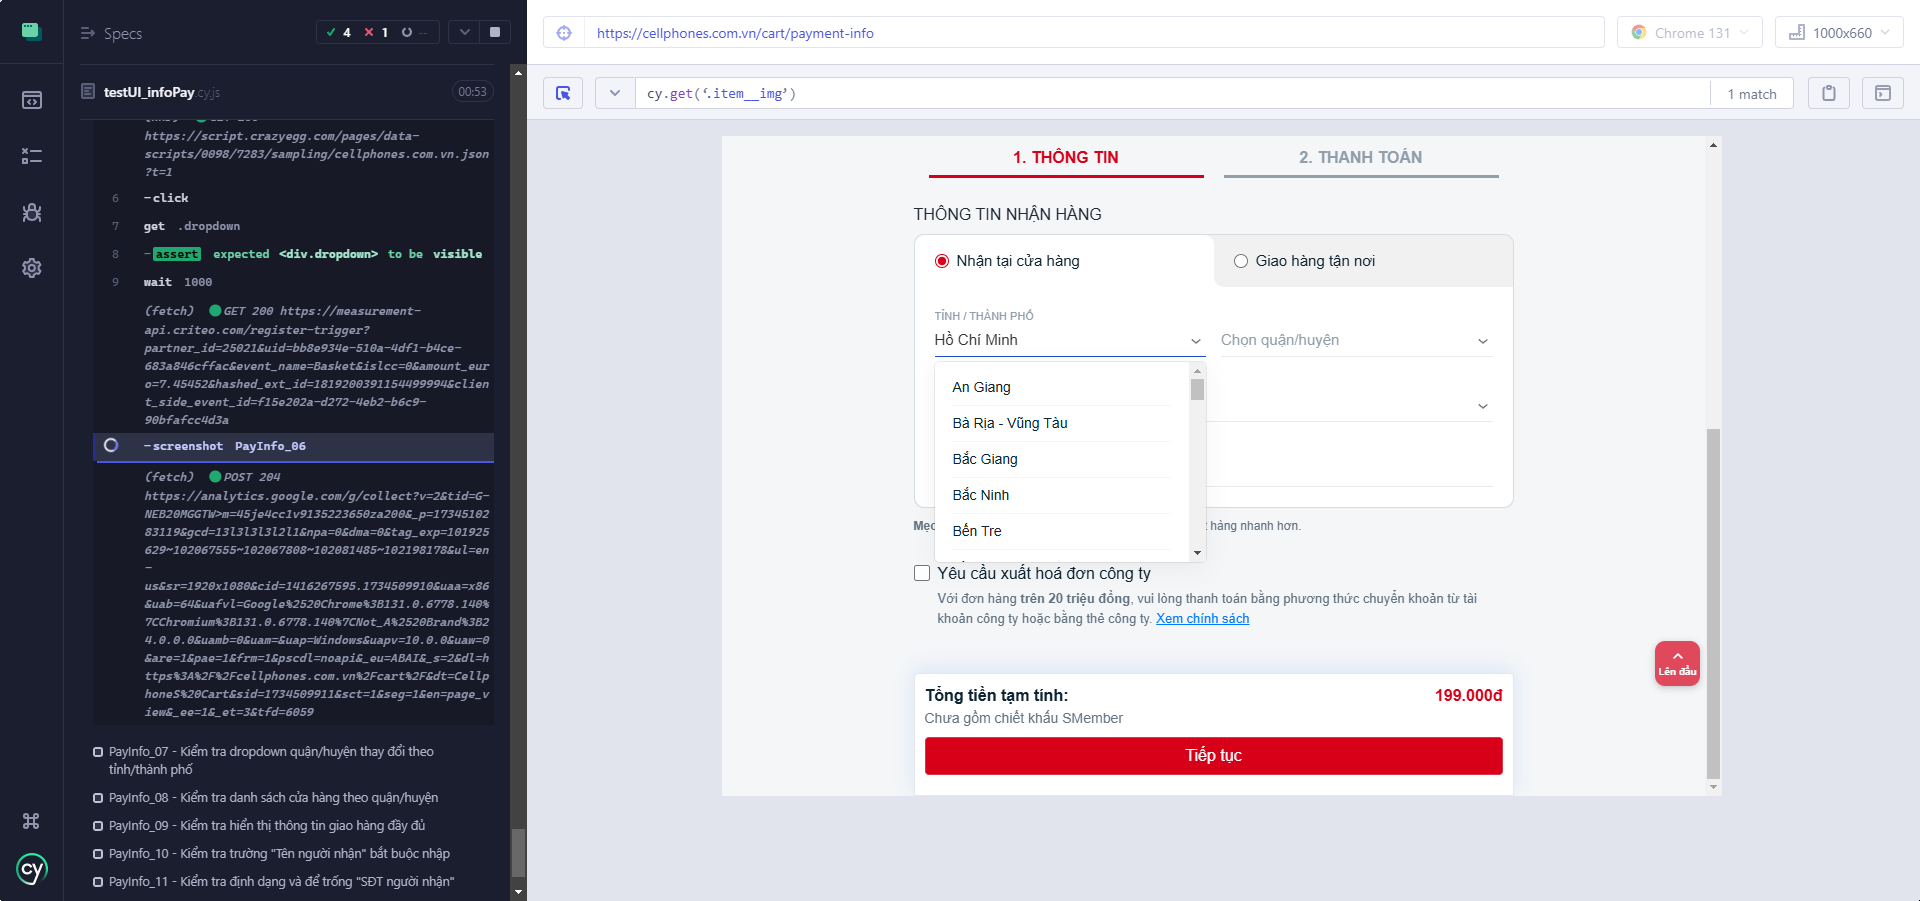 Specs
4 1 --
testUI_infoPay.cy.js
00:53
https://script.crazyegg.com/pages/data-
scripts/0098/7283/sampling/cellphones.com.vn.json
?t=1
6 -click
7 get .dropdown
8 -assert expected <div.dropdown> to be visible
9 wait 1000
(fetch) GET 200 https://measurement-
api.criteo.com/register-trigger?
partner_id=25021&uid=bb8e934e-510a-4df1-b4ce-
683a846cffac&event_name=Basket&islcc=0&amount_eur
o=7.45452&hashed_ext_id=1819200391154499994&clien
t_side_event_id=f15e202a-d272-4eb2-b6c9-
90bfafcc4d3a
-screenshot PayInfo_06
(fetch) POST 204
https://analytics.google.com/g/collect?v=2&tid=G-
NEB20MGGTW>m=45je4cc1v9135223650za200&_p=17345102
83119&gcd=13l3l3l3l2l1&npa=0&dma=0&tag_exp=101925
629~102067555~102067808~102081485~102198178&ul=en
-
us&sr=1920x1080&cid=1416267595.1734509910&uaa=x86
&uab=64&uafvl=Google%2520Chrome%3B131.0.6778.140%
7CChromium%3B131.0.6778.140%7CNot_A%2520Brand%3B2
4.0.0.0&uamb=0&uam=&uap=Windows&uapv=10.0.0&uaw=0
&are=1&pae=1&frm=1&pscdl=noapi&_eu=ABAI&_s=2&dl=h
ttps%3A%2F%2Fcellphones.com.vn%2Fcart%2F&dt=Cellp
honeS%20Cart&sid=1734509911&sct=1&seg=1&en=page_v
iew&_ee=1&_et=3&tfd=6059
PayInfo_07 - Kiểm tra dropdown quận/huyện thay đổi theo
tỉnh/thành phố
PayInfo_08 - Kiểm tra danh sách cửa hàng theo quận/huyện
PayInfo_09 - Kiểm tra hiển thị thông tin giao hàng đầy đủ
PayInfo_10 - Kiểm tra trường "Tên người nhận" bắt buộc nhập
PayInfo_11 - Kiểm tra định dạng và để trống "SĐT người nhận"
cy
https://cellphones.com.vn/cart/payment-info
Chrome 131
1000x660
cy.get(‘.item__img’)
1 match
1. THÔNG TIN
2. THANH TOÁN
THÔNG TIN NHẬN HÀNG
Nhận tại cửa hàng
Giao hàng tận nơi
TỈNH / THÀNH PHỐ
Hồ Chí Minh
Chọn quận/huyện
An Giang
Bà Rịa - Vũng Tàu
Bắc Giang
Bắc Ninh
Bến Tre
Mẹo
hàng nhanh hơn.
Yêu cầu xuất hoá đơn công ty
Với đơn hàng trên 20 triệu đồng, vui lòng thanh toán bằng phương thức chuyển khoản từ tài
khoản công ty hoặc bằng thẻ công ty. Xem chính sách
Lên đầu
Tổng tiền tạm tính:
199.000đ
Chưa gồm chiết khấu SMember
Tiếp tục